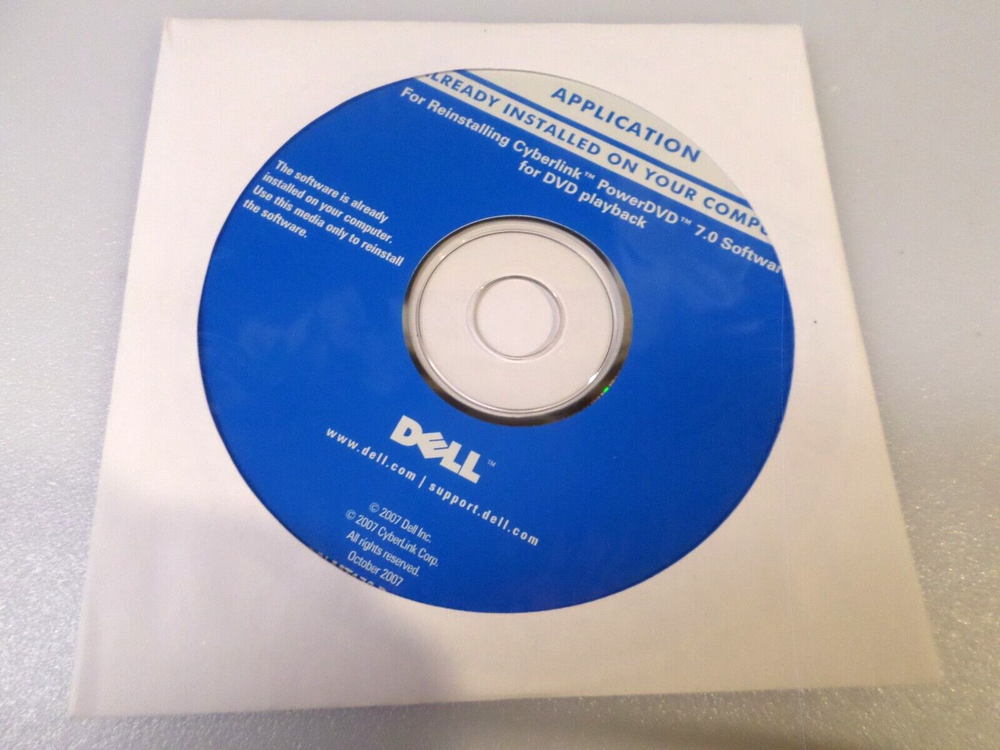 APPLICATION
ALREADY INSTALLED ON YOUR COMPU
For Reinstalling Cyberlink™ PowerDVD™ 7.0 Softwar
for DVD playback
The software is already
installed on your computer.
Use this media only to reinstall
the software.
DELL™
www.dell.com | support.dell.com
© 2007 Dell Inc.
© 2007 CyberLink Corp.
All rights reserved.
October 2007